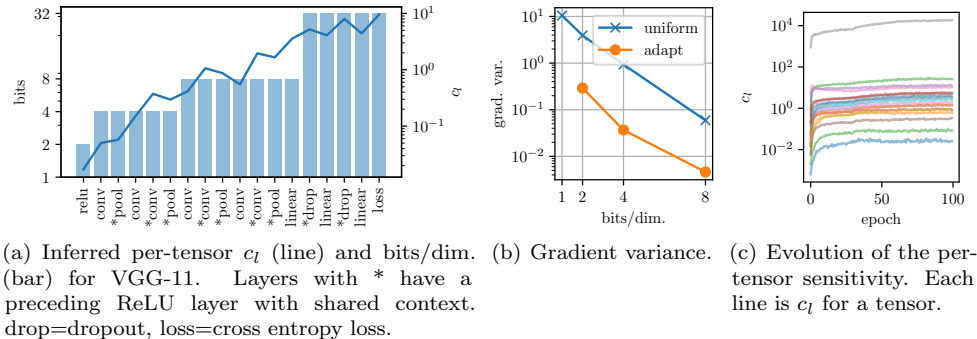 bits
32
8
4
2
1
10^1
10^0
10^-1
c_l
relu
conv
*pool
conv
*conv
*pool
conv
*conv
*pool
conv
*conv
*pool
linear
*drop
linear
*drop
linear
loss
(a) Inferred per-tensor c_l (line) and bits/dim.
(bar) for VGG-11. Layers with * have a
preceding ReLU layer with shared context.
drop=dropout, loss=cross entropy loss.
grad. var.
10^1
10^0
10^-1
10^-2
uniform
adapt
1 2 4 8
bits/dim.
(b) Gradient variance.
c_l
10^4
10^2
10^0
10^-2
0 50 100
epoch
(c) Evolution of the per-
tensor sensitivity. Each
line is c_l for a tensor.